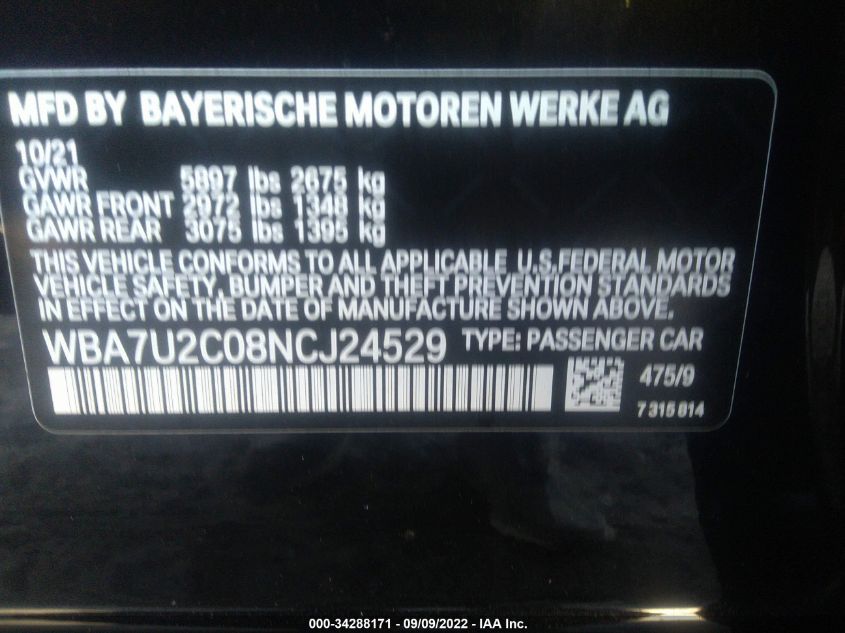 MFD BY BAYERISCHE MOTOREN WERKE AG
10/21
GVWR 5897 lbs 2675 kg
GAWR FRONT 2972 lbs 1348 kg
GAWR REAR 3075 lbs 1395 kg
THIS VEHICLE CONFORMS TO ALL APPLICABLE U.S.FEDERAL MOTOR
VEHICLE SAFETY, BUMPER AND THEFT PREVENTION STANDARDS
IN EFFECT ON THE DATE OF MANUFACTURE SHOWN ABOVE.
WBA7U2C08NCJ24529 TYPE: PASSENGER CAR
475/9
7 315 814
000-34288171 - 09/09/2022 - IAA Inc.